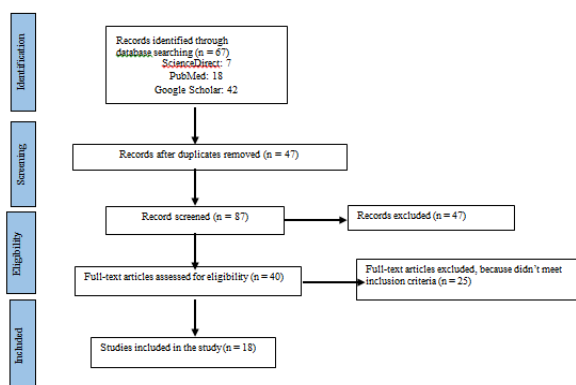 Identification
Records identified through
database searching (n = 67)
ScienceDirect: 7
PubMed: 18
Google Scholar: 42
Screening
Records after duplicates removed (n = 47)
Record screened (n = 87)
Records excluded (n = 47)
Eligibility
Full-text articles assessed for eligibility (n = 40)
Full-text articles excluded, because didn't meet
inclusion criteria (n = 25)
Included
Studies included in the study (n = 18)